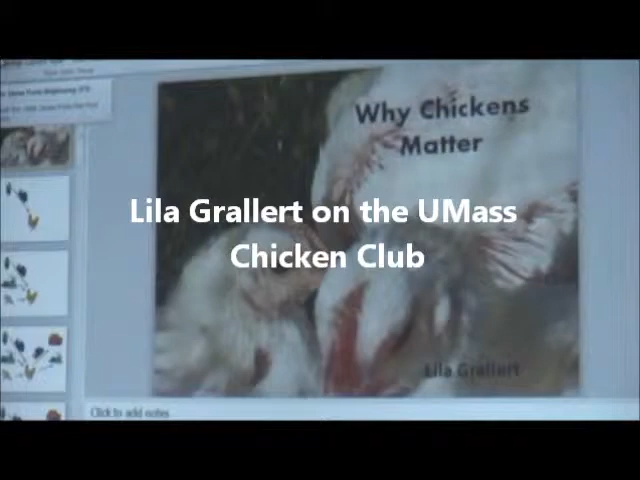 Why Chickens
Matter
Lila Grallert on the UMass
Chicken Club
Lila Grallert
Click to add notes